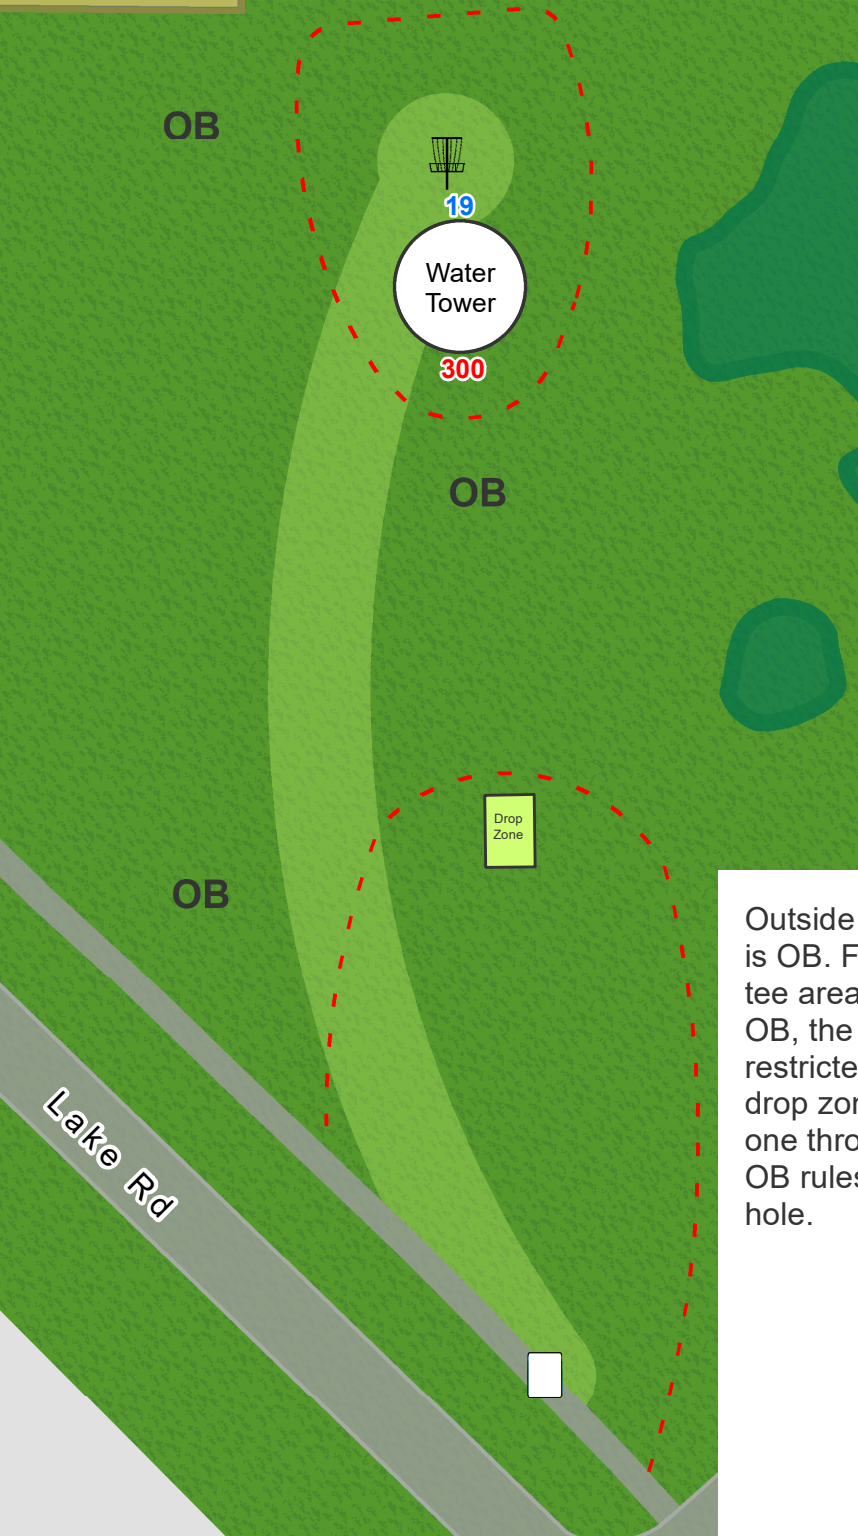 OB
19
Water
Tower
300
OB
Drop
Zone
OB
Lake Rd
Outside
is OB. F
tee area
OB, the
restricte
drop zor
one thro
OB rules
hole.